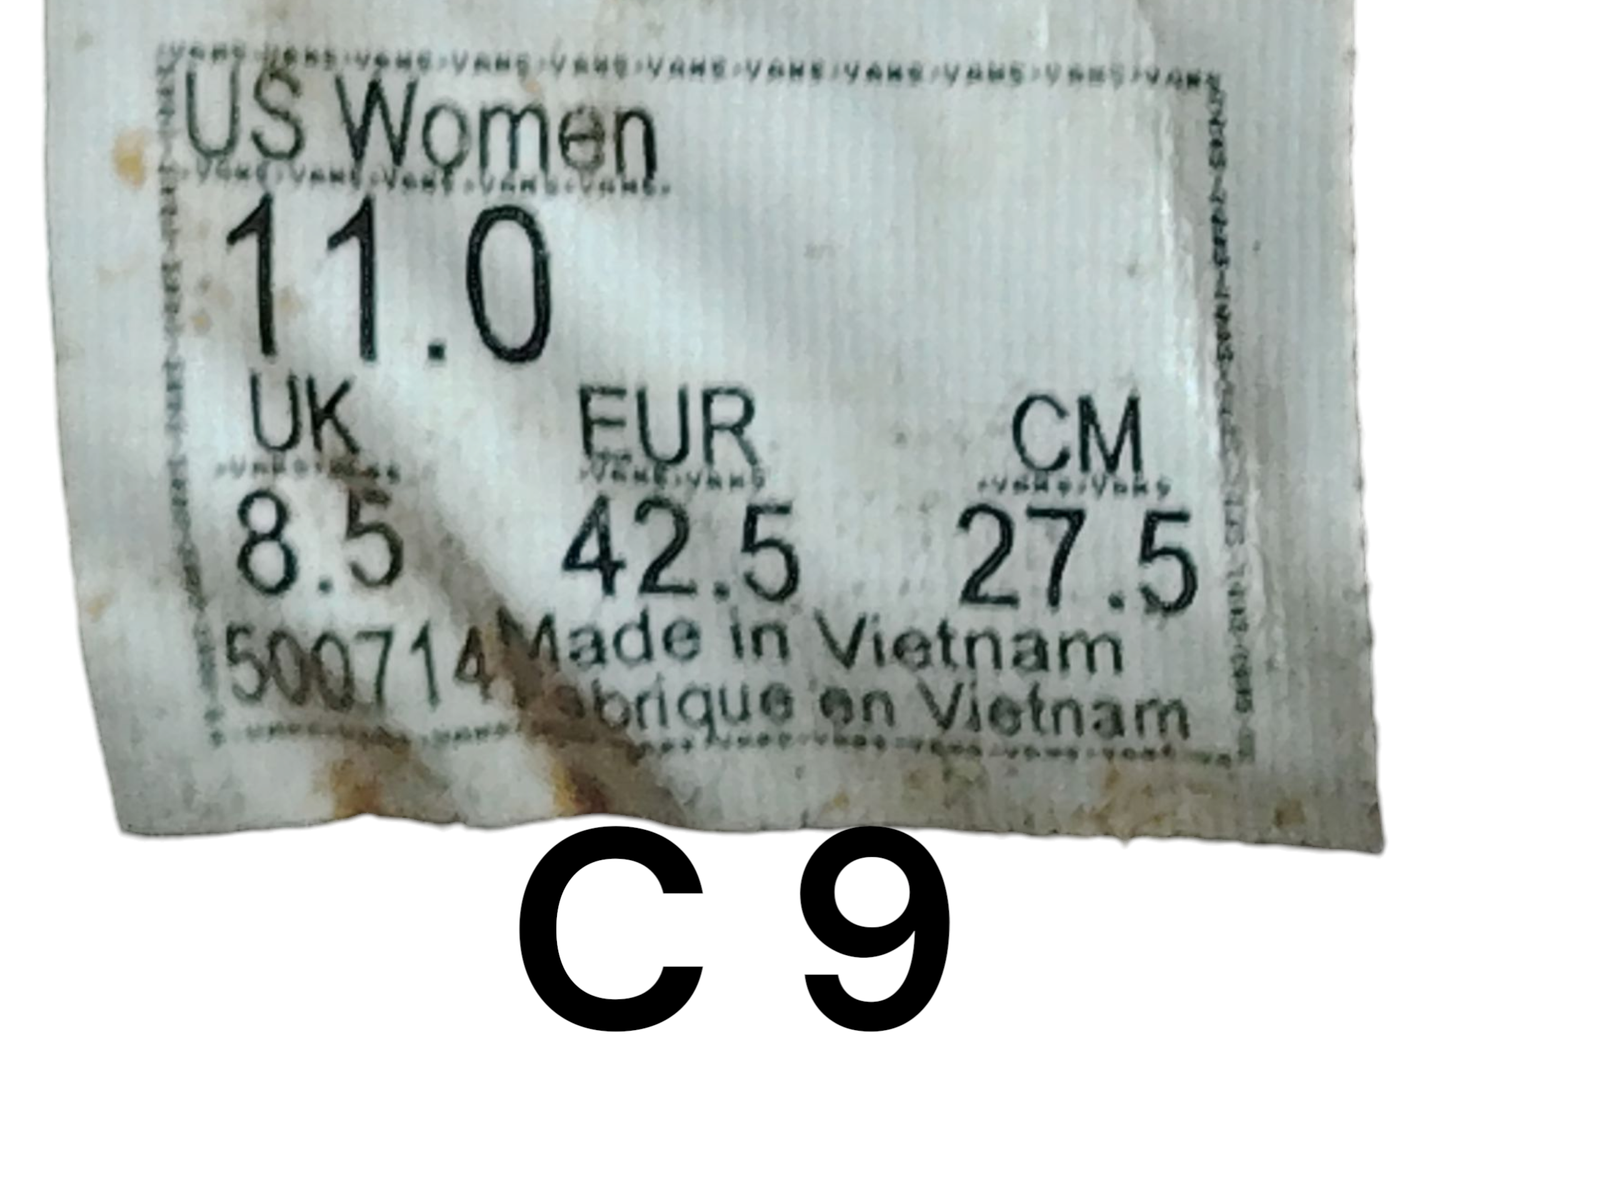 US Women
11.0
UK EUR CM
8.5 42.5 27.5
500714 Made in Vietnam
Fabrique en Vietnam
C 9